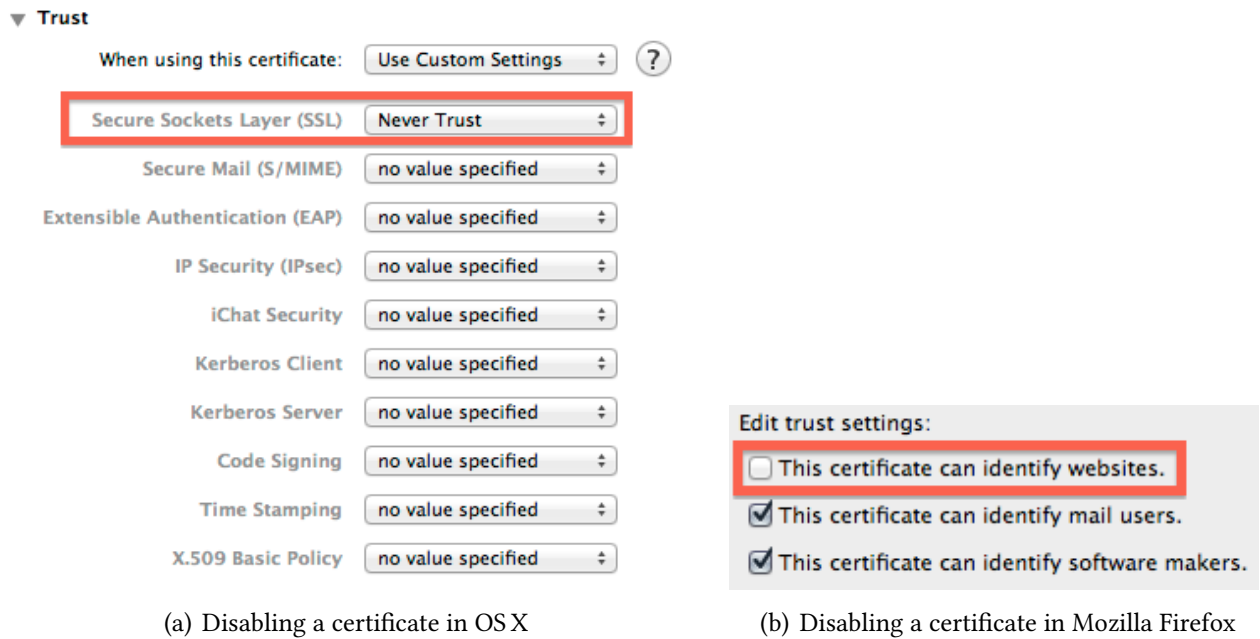 Trust
When using this certificate: Use Custom Settings ?
Secure Sockets Layer (SSL) Never Trust
Secure Mail (S/MIME) no value specified
Extensible Authentication (EAP) no value specified
IP Security (IPsec) no value specified
iChat Security no value specified
Kerberos Client no value specified
Kerberos Server no value specified
Code Signing no value specified
Time Stamping no value specified
X.509 Basic Policy no value specified
(a) Disabling a certificate in OS X
Edit trust settings:
This certificate can identify websites.
This certificate can identify mail users.
This certificate can identify software makers.
(b) Disabling a certificate in Mozilla Firefox